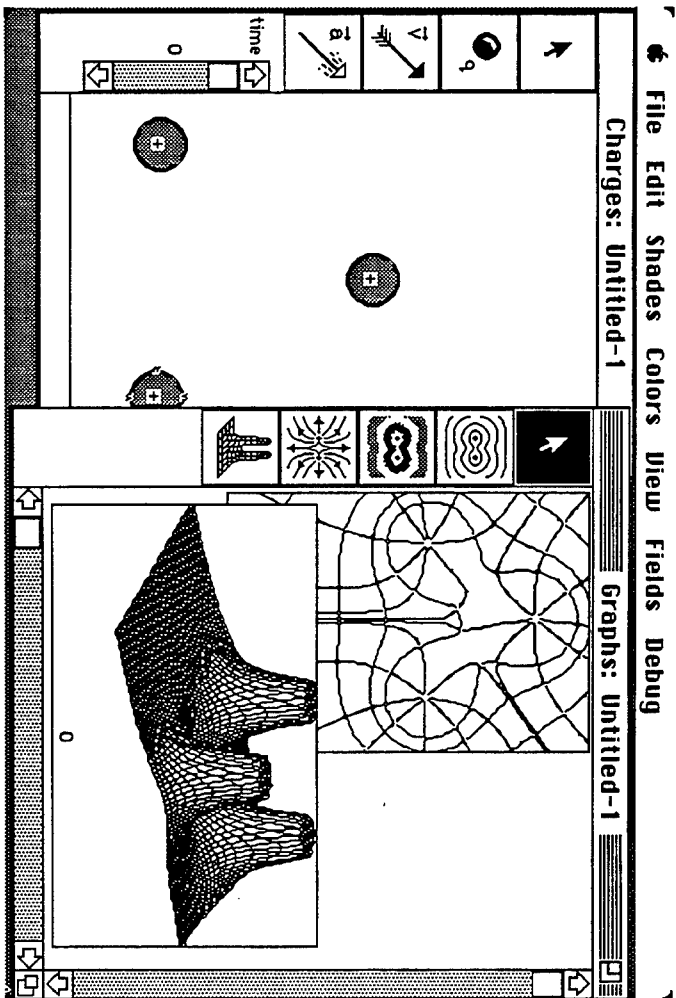 File Edit Shades Colors View Fields Debug
Charges: Untitled-1
Graphs: Untitled-1
q
v
a
time
0
+
+
+
0